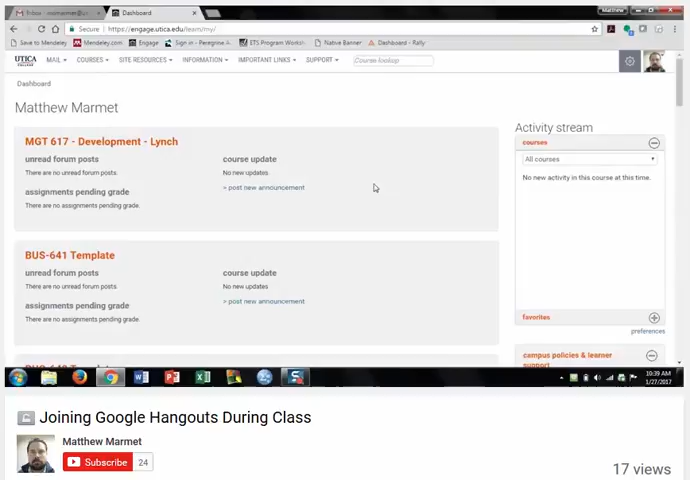 Inbox
Dashboard
Matthew
Secure | https://engage.utica.edu/learn/my/
Save to Mendeley Mendeley.com Engage Sign in - Peregrine A ETS Program Worksh Native Banner Dashboard - Rally
UTICA COLLEGE MAIL COURSES SITE RESOURCES INFORMATION IMPORTANT LINKS SUPPORT Course lookup
Dashboard
Matthew Marmet
MGT 617 - Development - Lynch
unread forum posts course update
There are no unread forum posts. No new updates.
assignments pending grade > post new announcement
There are no assignments pending grade.
BUS-641 Template
unread forum posts course update
There are no unread forum posts. No new updates.
assignments pending grade > post new announcement
There are no assignments pending grade.
Activity stream
courses
All courses
No new activity in this course at this time.
favorites
preferences
campus policies & learner
support
10:39 AM
1/27/2017
Joining Google Hangouts During Class
Matthew Marmet
Subscribe 24
17 views